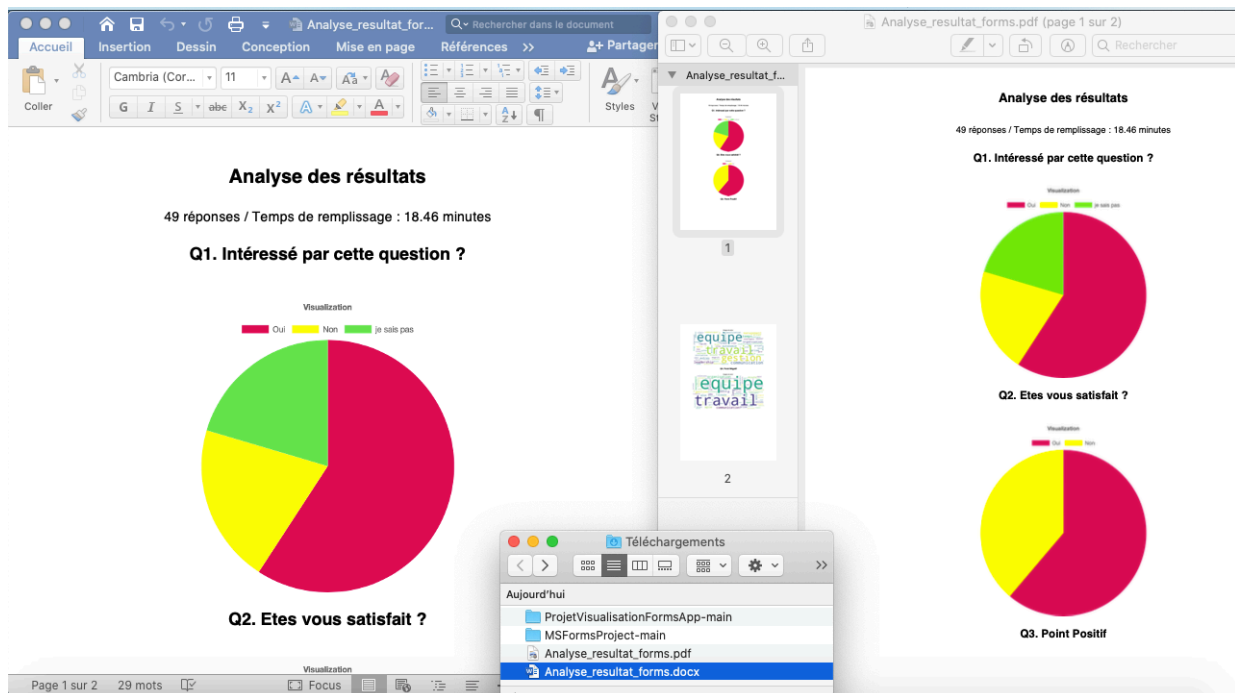 Analyse_resultat_for...
Rechercher dans le document
Accueil
Insertion
Dessin
Conception
Mise en page
Références
Partager
Coller
Cambria (Cor...
11
G I S abc X2 X2
Styles
Analyse des résultats
49 réponses / Temps de remplissage : 18.46 minutes
Q1. Intéressé par cette question ?
Visualization
Oui Non je sais pas
Q2. Etes vous satisfait ?
Visualization
Page 1 sur 2 29 mots Focus
Analyse_resultat_forms.pdf (page 1 sur 2)
Rechercher
Analyse_resultat_f...
1
equipe
travail
gestion
equipe
travail
2
Analyse des résultats
49 réponses / Temps de remplissage : 18.46 minutes
Q1. Intéressé par cette question ?
Visualization
Oui Non je sais pas
Q2. Etes vous satisfait ?
Visualization
Oui Non
Q3. Point Positif
Téléchargements
Aujourd'hui
ProjetVisualisationFormsApp-main
MSFormsProject-main
Analyse_resultat_forms.pdf
Analyse_resultat_forms.docx